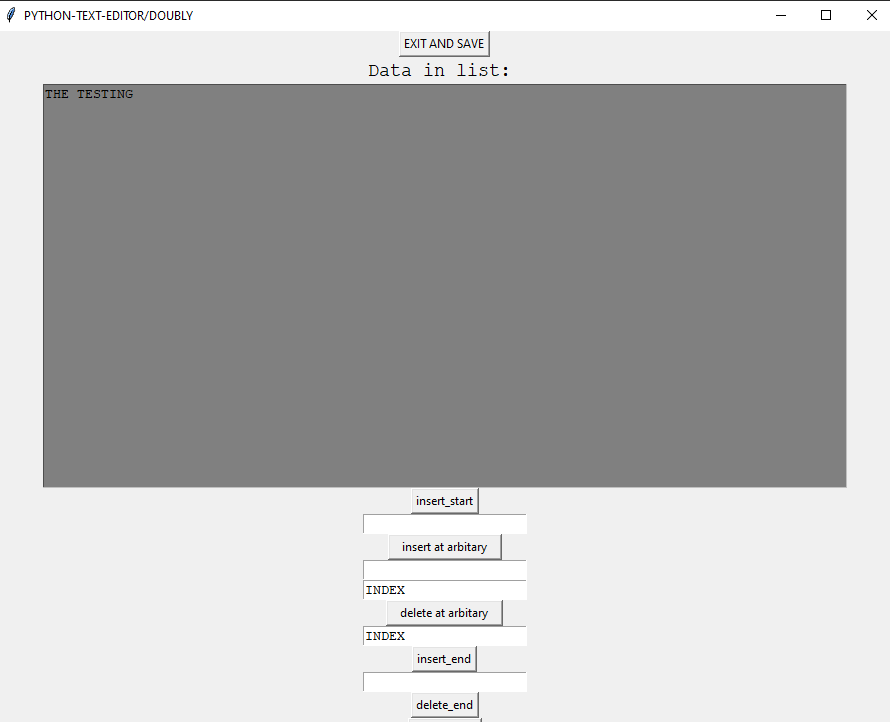 PYTHON-TEXT-EDITOR/DOUBLY
EXIT AND SAVE
Data in list:
THE TESTING
insert_start
insert at arbitary
INDEX
delete at arbitary
INDEX
insert_end
delete_end